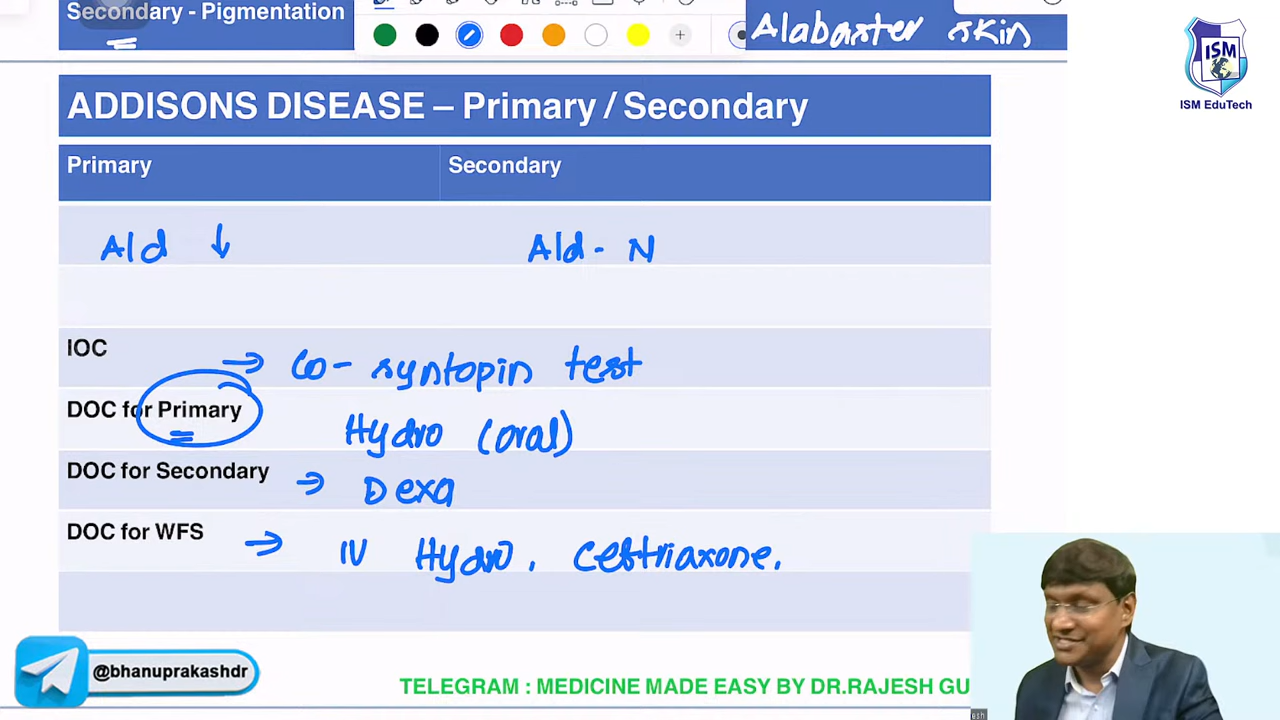 Secondary - Pigmentation
Alabaster skin
ISM
ISM EduTech
ADDISONS DISEASE – Primary / Secondary
Primary Secondary
Ald ↓ Ald - N
IOC → Co - syntopin test
DOC for Primary Hydro (oral)
DOC for Secondary → Dexa
DOC for WFS → IV Hydro. Ceftriaxone.
@bhanuprakashdr
TELEGRAM : MEDICINE MADE EASY BY DR.RAJESH GU